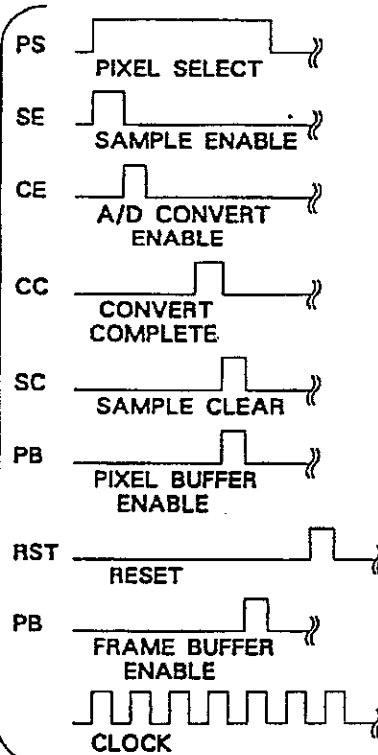 PS
PIXEL SELECT
SE
SAMPLE ENABLE
CE
A/D CONVERT
ENABLE
CC
CONVERT
COMPLETE
SC
SAMPLE CLEAR
PB
PIXEL BUFFER
ENABLE
RST
RESET
PB
FRAME BUFFER
ENABLE
CLOCK